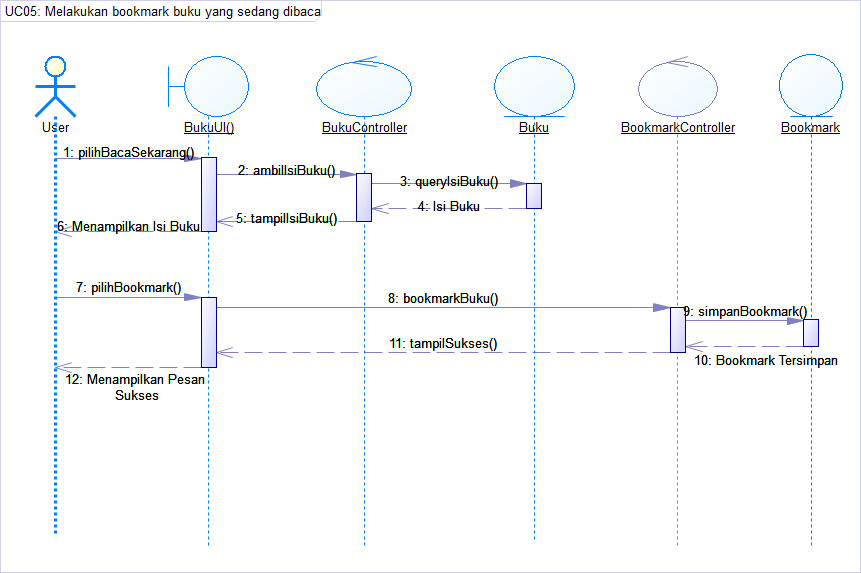 UC05: Melakukan bookmark buku yang sedang dibaca
User
BukuUI()
BukuController
Buku
BookmarkController
Bookmark
1: pilihBacaSekarang()
2: ambilIsiBuku()
3: queryIsiBuku()
4: Isi Buku
5: tampilIsiBuku()
6: Menampilkan Isi Buku
7: pilihBookmark()
8: bookmarkBuku()
9: simpanBookmark()
10: Bookmark Tersimpan
11: tampilSukses()
12: Menampilkan Pesan
Sukses